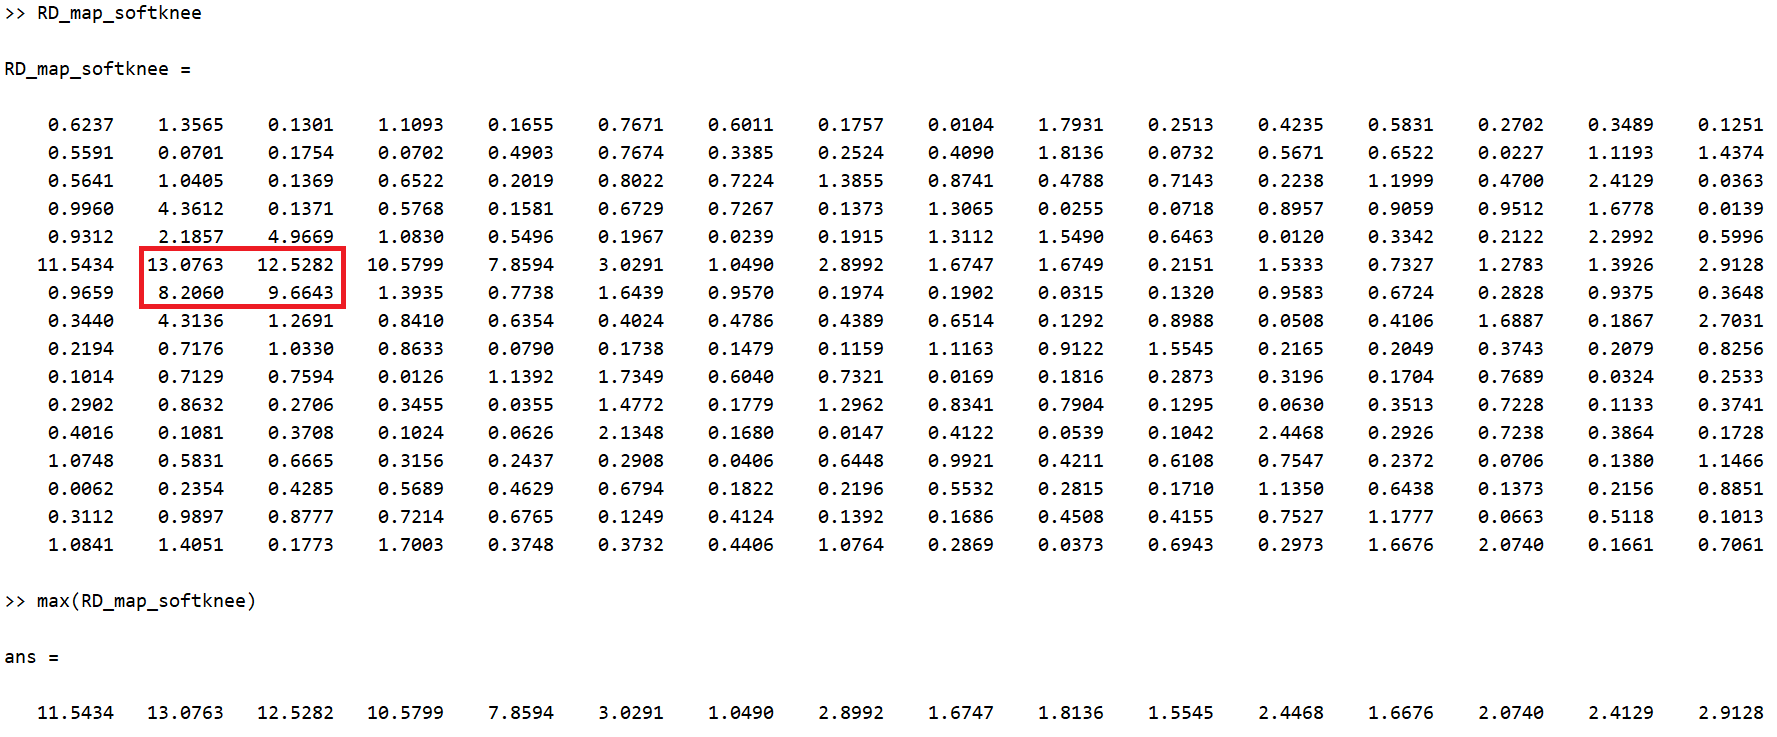 >> RD_map_softknee
RD_map_softknee =
0.6237 1.3565 0.1301 1.1093 0.1655 0.7671 0.6011 0.1757 0.0104 1.7931 0.2513 0.4235 0.5831 0.2702 0.3489 0.1251
0.5591 0.0701 0.1754 0.0702 0.4903 0.7674 0.3385 0.2524 0.4090 1.8136 0.0732 0.5671 0.6522 0.0227 1.1193 1.4374
0.5641 1.0405 0.1369 0.6522 0.2019 0.8022 0.7224 1.3855 0.8741 0.4788 0.7143 0.2238 1.1999 0.4700 2.4129 0.0363
0.9960 4.3612 0.1371 0.5768 0.1581 0.6729 0.7267 0.1373 1.3065 0.0255 0.0718 0.8957 0.9059 0.9512 1.6778 0.0139
0.9312 2.1857 4.9669 1.0830 0.5496 0.1967 0.0239 0.1915 1.3112 1.5490 0.6463 0.0120 0.3342 0.2122 2.2992 0.5996
11.5434 13.0763 12.5282 10.5799 7.8594 3.0291 1.0490 2.8992 1.6747 1.6749 0.2151 1.5333 0.7327 1.2783 1.3926 2.9128
0.9659 8.2060 9.6643 1.3935 0.7738 1.6439 0.9570 0.1974 0.1902 0.0315 0.1320 0.9583 0.6724 0.2828 0.9375 0.3648
0.3440 4.3136 1.2691 0.8410 0.6354 0.4024 0.4786 0.4389 0.6514 0.1292 0.8988 0.0508 0.4106 1.6887 0.1867 2.7031
0.2194 0.7176 1.0330 0.8633 0.0790 0.1738 0.1479 0.1159 1.1163 0.9122 1.5545 0.2165 0.2049 0.3743 0.2079 0.8256
0.1014 0.7129 0.7594 0.0126 1.1392 1.7349 0.6040 0.7321 0.0169 0.1816 0.2873 0.3196 0.1704 0.7689 0.0324 0.2533
0.2902 0.8632 0.2706 0.3455 0.0355 1.4772 0.1779 1.2962 0.8341 0.7904 0.1295 0.0630 0.3513 0.7228 0.1133 0.3741
0.4016 0.1081 0.3708 0.1024 0.0626 2.1348 0.1680 0.0147 0.4122 0.0539 0.1042 2.4468 0.2926 0.7238 0.3864 0.1728
1.0748 0.5831 0.6665 0.3156 0.2437 0.2908 0.0406 0.6448 0.9921 0.4211 0.6108 0.7547 0.2372 0.0706 0.1380 1.1466
0.0062 0.2354 0.4285 0.5689 0.4629 0.6794 0.1822 0.2196 0.5532 0.2815 0.1710 1.1350 0.6438 0.1373 0.2156 0.8851
0.3112 0.9897 0.8777 0.7214 0.6765 0.1249 0.4124 0.1392 0.1686 0.4508 0.4155 0.7527 1.1777 0.0663 0.5118 0.1013
1.0841 1.4051 0.1773 1.7003 0.3748 0.3732 0.4406 1.0764 0.2869 0.0373 0.6943 0.2973 1.6676 2.0740 0.1661 0.7061
>> max(RD_map_softknee)
ans =
11.5434 13.0763 12.5282 10.5799 7.8594 3.0291 1.0490 2.8992 1.6747 1.8136 1.5545 2.4468 1.6676 2.0740 2.4129 2.9128